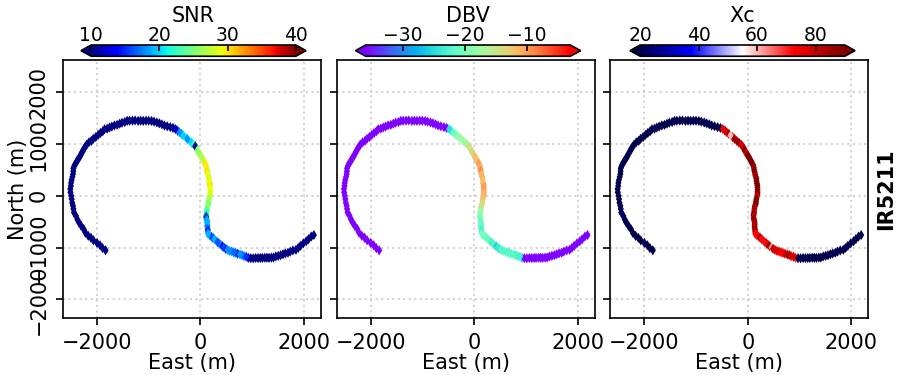 SNR DBV Xc
10 20 30 40 −30 −20 −10 20 40 60 80
2000
1000
0
−1000
−2000
North (m)
−2000 0 2000 −2000 0 2000 −2000 0 2000
East (m) East (m) East (m)
IR5211